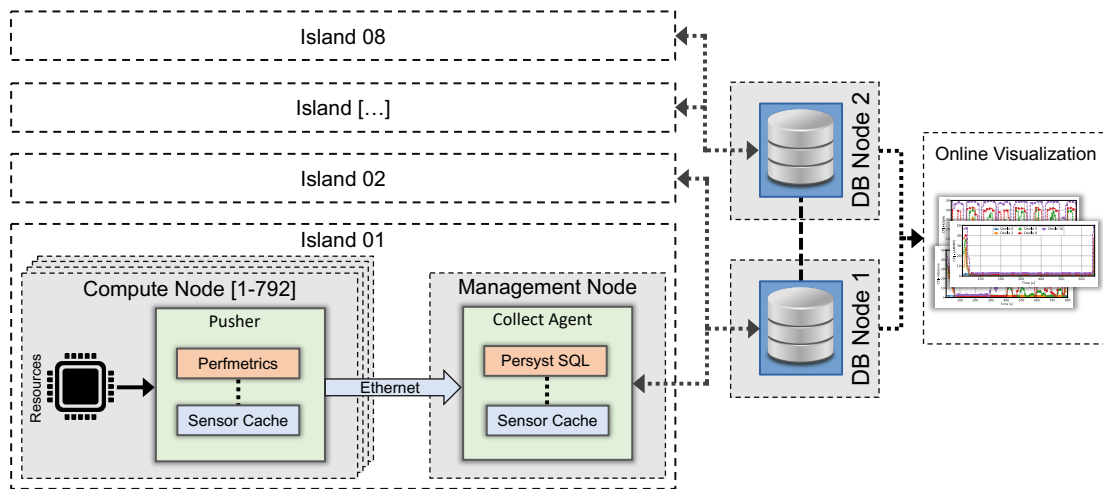 Island 08
Island […]
Island 02
Island 01
Compute Node [1-792]
Pusher
Resources
Perfmetrics
Sensor Cache
Ethernet
Management Node
Collect Agent
Persyst SQL
Sensor Cache
DB Node 2
DB Node 1
Online Visualization